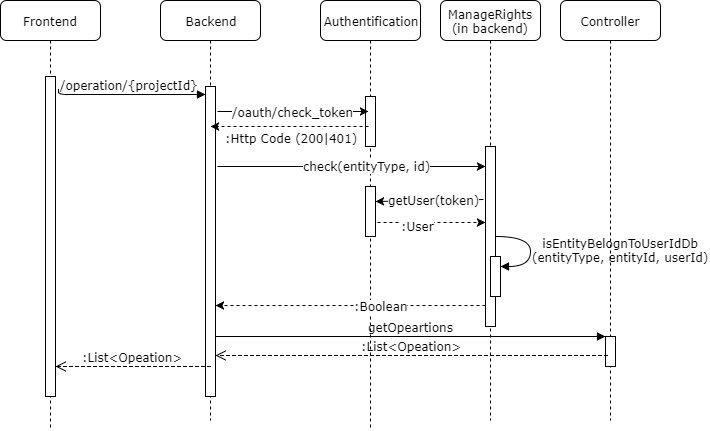 Frontend
Backend
Authentification
ManageRights
(in backend)
Controller
/operation/{projectId}
/oauth/check_token
:Http Code (200|401)
check(entityType, id)
getUser(token)
:User
isEntityBelognToUserIdDb
(entityType, entityId, userId)
:Boolean
getOpeartions
:List<Opeation>
:List<Opeation>